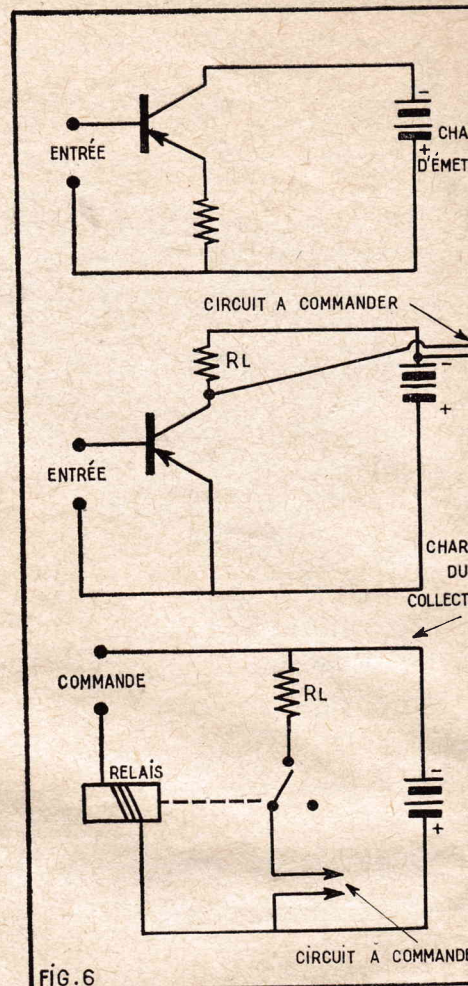 -
ENTRÉE
CHA
+
D'ÉMET
CIRCUIT A COMMANDER
RL
-
+
ENTRÉE
CHAR
DU
COLLECT
COMMANDE
RL
RELAIS
-
+
CIRCUIT À COMMANDE
FIG.6